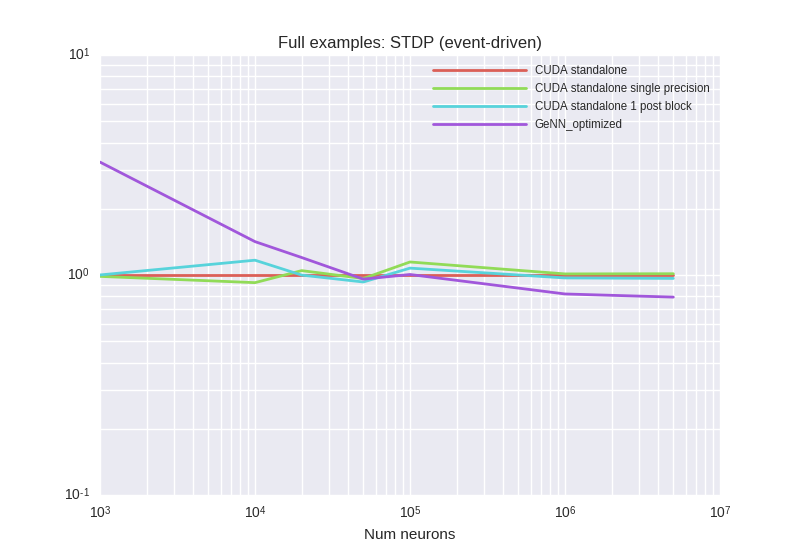 Full examples: STDP (event-driven)
10¹
CUDA standalone
CUDA standalone single precision
CUDA standalone 1 post block
GeNN_optimized
10⁰
10⁻¹
10³ 10⁴ 10⁵ 10⁶ 10⁷
Num neurons